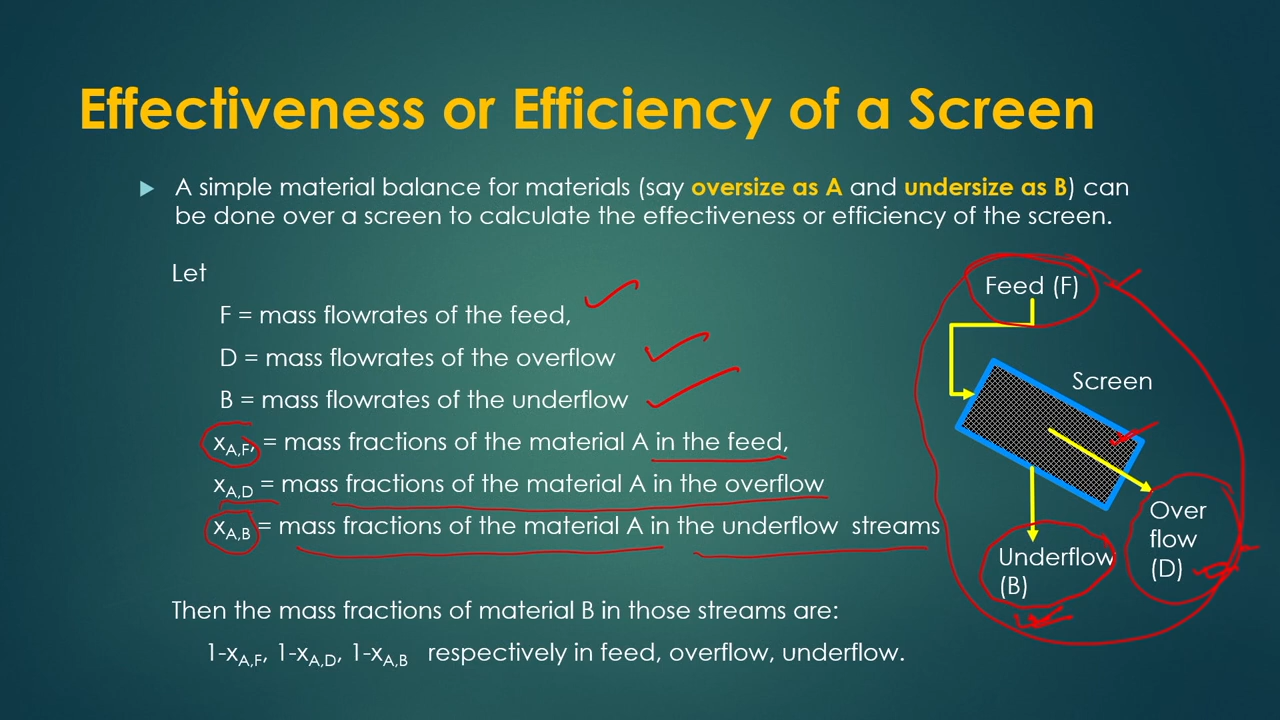 Effectiveness or Efficiency of a Screen
A simple material balance for materials (say oversize as A and undersize as B) can
be done over a screen to calculate the effectiveness or efficiency of the screen.
Let
F = mass flowrates of the feed,
D = mass flowrates of the overflow
B = mass flowrates of the underflow
xA,F, = mass fractions of the material A in the feed,
xA,D = mass fractions of the material A in the overflow
xA,B = mass fractions of the material A in the underflow streams
Then the mass fractions of material B in those streams are:
1-xA,F, 1-xA,D, 1-xA,B respectively in feed, overflow, underflow.
Feed (F)
Screen
Over
flow
(D)
Underflow
(B)